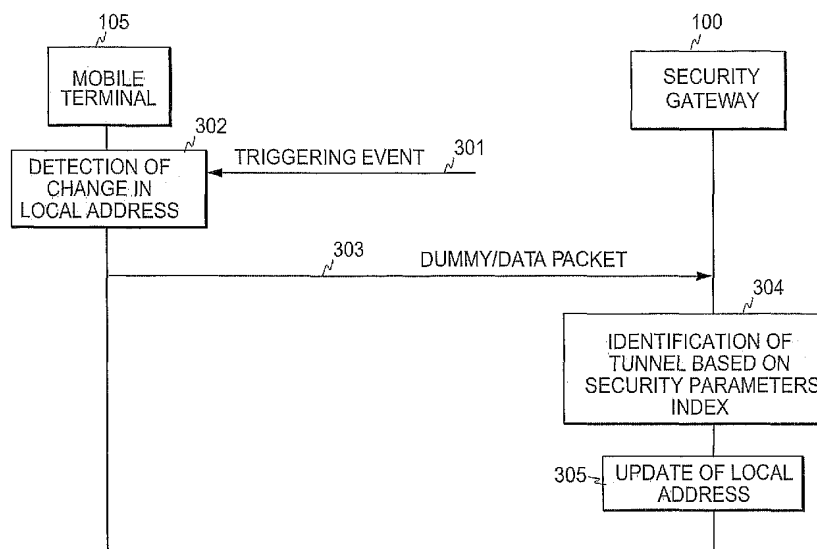 105
100
MOBILE
TERMINAL
SECURITY
GATEWAY
302
DETECTION OF
CHANGE IN
LOCAL ADDRESS
TRIGGERING EVENT
301
303
DUMMY/DATA PACKET
304
IDENTIFICATION OF
TUNNEL BASED ON
SECURITY PARAMETERS
INDEX
305
UPDATE OF LOCAL
ADDRESS